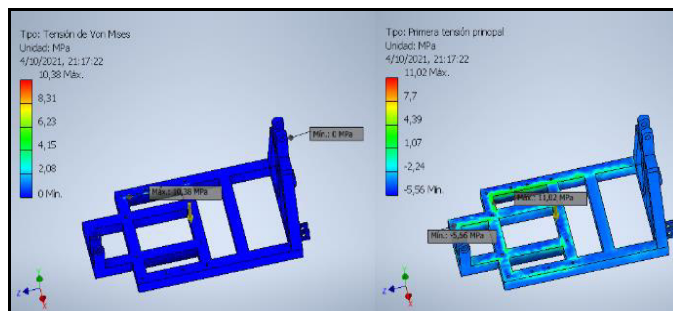 Tipo: Tensión de Von Mises
Unidad: MPa
4/10/2021, 21:17:22
10,38 Máx.
8,31
6,23
4,15
2,08
0 Mín.
Mín.: 0 MPa
Máx.: 10,38 MPa
Y
Z
X
Tipo: Primera tensión principal
Unidad: MPa
4/10/2021, 21:17:22
11,02 Máx.
7,7
4,39
1,07
-2,24
-5,56 Mín.
Máx.: 11,02 MPa
Mín.: -5,56 MPa
Y
Z
X